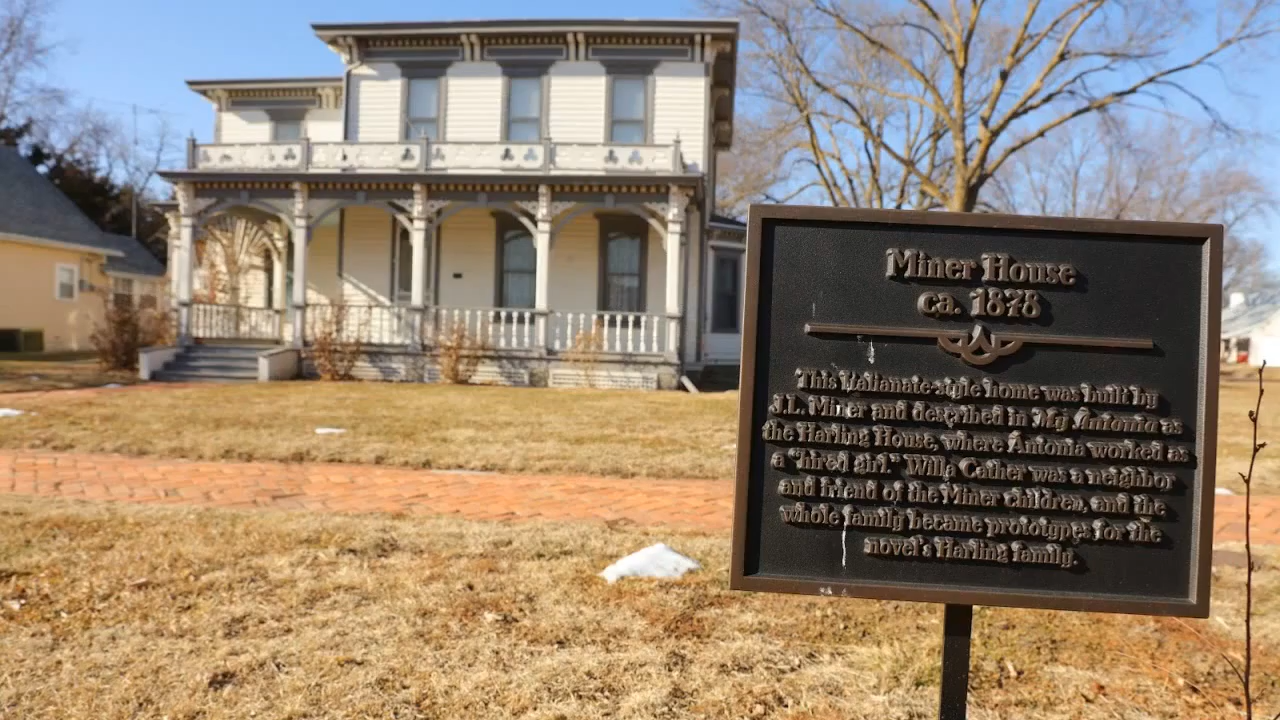 Miner House
ca. 1878
This Italianate-style home was built by
J.L. Miner and described in My Ántonia as
the Harling House, where Ántonia worked as
a "hired girl." Willa Cather was a neighbor
and friend of the Miner children, and the
whole family became prototypes for the
novel's Harling family.